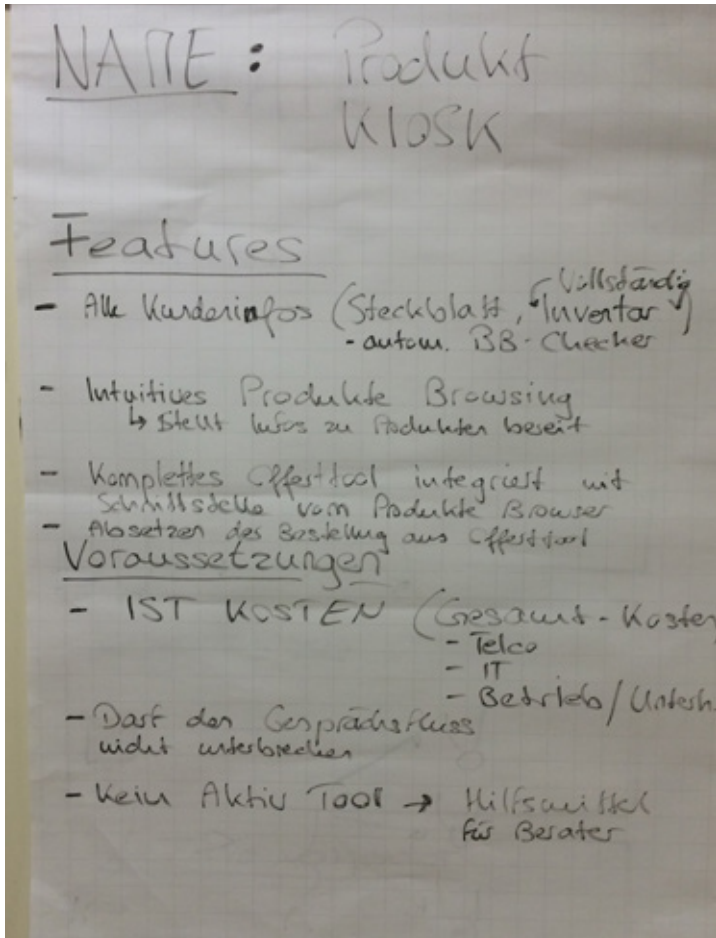 NAME: Produkt
KIOSK
Features
- Alle Kundeninfos (Steckblatt, Inventar)
Vollständig
- autom. BB-Checker
- Intuitives Produkte Browsing
↳ Stellt Infos zu Produkten bereit
- Komplettes Offerttool integriert mit
Schnittstelle vom Produkte Browser
- Absetzen der Bestellung aus Offerttool
Voraussetzungen
- IST KOSTEN (Gesamt-Kosten
- Telco
- IT
- Betrieb/Unterh.
- Darf den Gesprächsfluss
nicht unterbrechen
- Kein Aktiv Tool → Hilfsmittel
für Berater